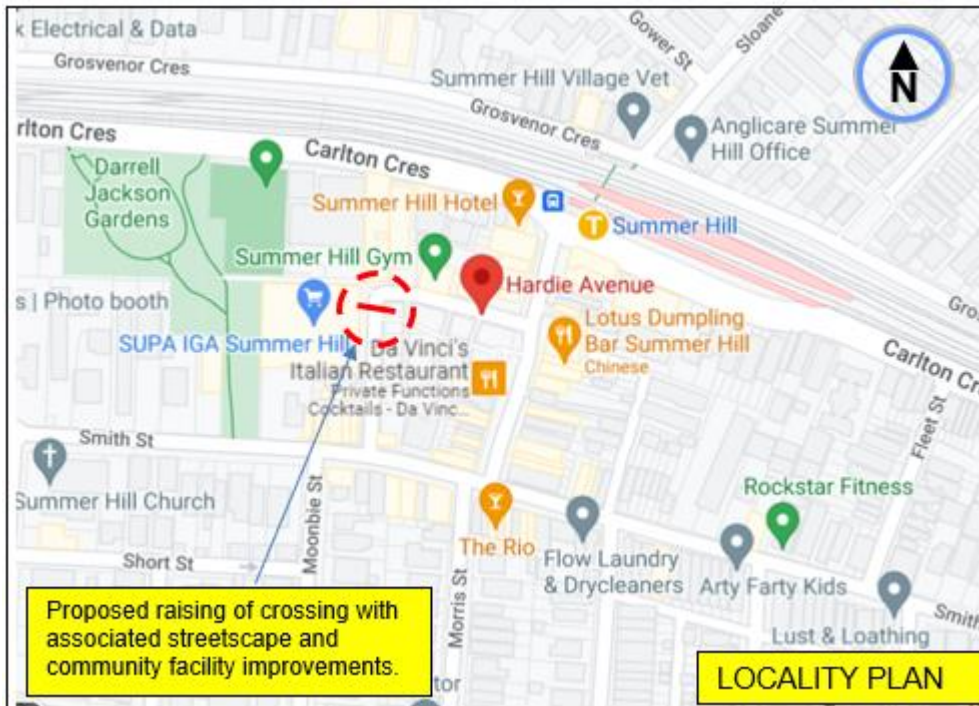 k Electrical & Data
Grosvenor Cres
Gower St
Sloane
Summer Hill Village Vet
N
Grosvenor Cres
Anglicare Summer
Hill Office
rlton Cres
Carlton Cres
Darrell
Jackson
Gardens
Summer Hill Hotel
T
Summer Hill
Summer Hill Gym
Hardie Avenue
s | Photo booth
SUPA IGA Summer Hill
Lotus Dumpling
Bar Summer Hill
Chinese
Gros
Da Vinci's
Italian Restaurant
Private Functions
Cocktails - Da Vinc...
Carlton Cre
Smith St
Fleet St
Summer Hill Church
Moonbie St
Rockstar Fitness
The Rio
Flow Laundry
& Drycleaners
Arty Farty Kids
Short St
Morris St
Smith
Lust & Loathing
Proposed raising of crossing with
associated streetscape and
community facility improvements.
tor
LOCALITY PLAN